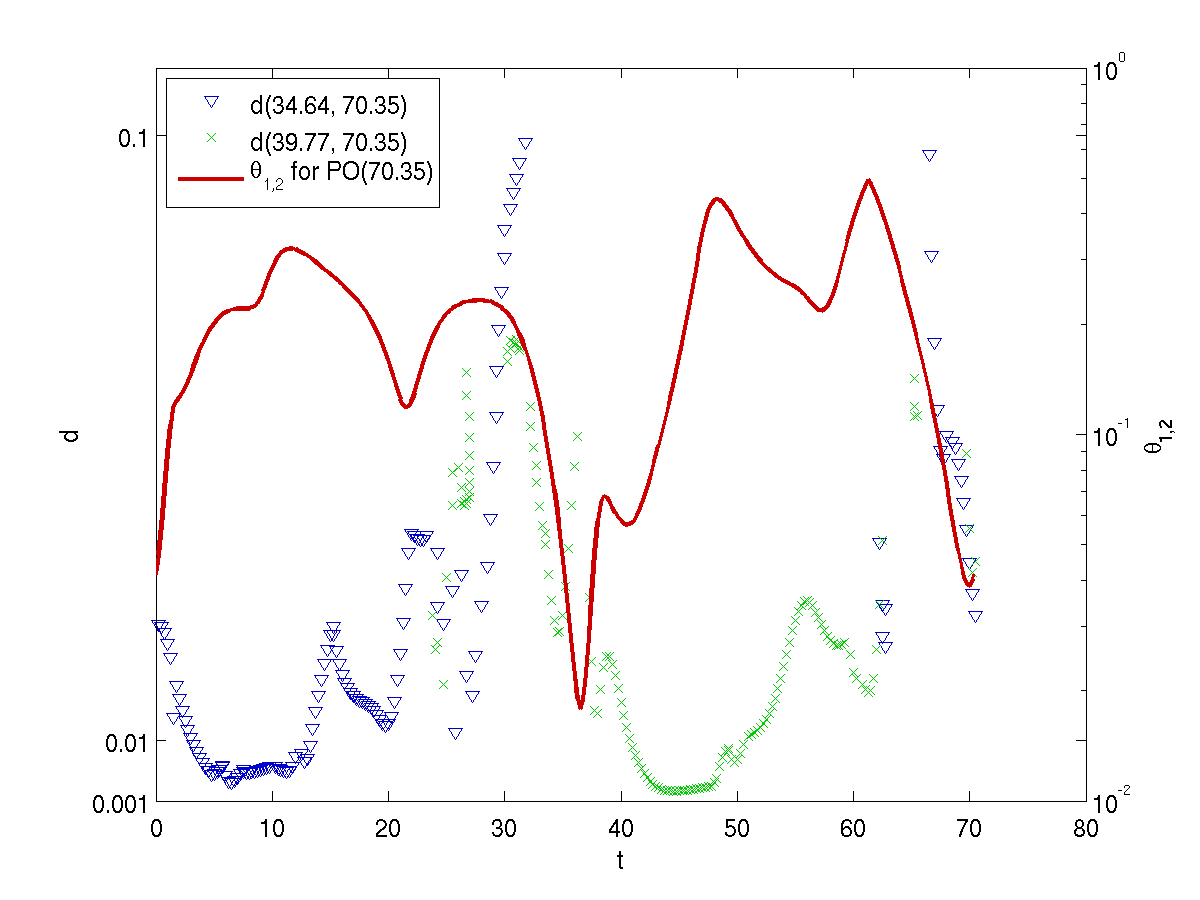 d(34.64, 70.35)
d(39.77, 70.35)
θ1,2 for PO(70.35)
0.1
0.01
0.001
d
10^0
10^-1
10^-2
θ1,2
0 10 20 30 40 50 60 70 80
t